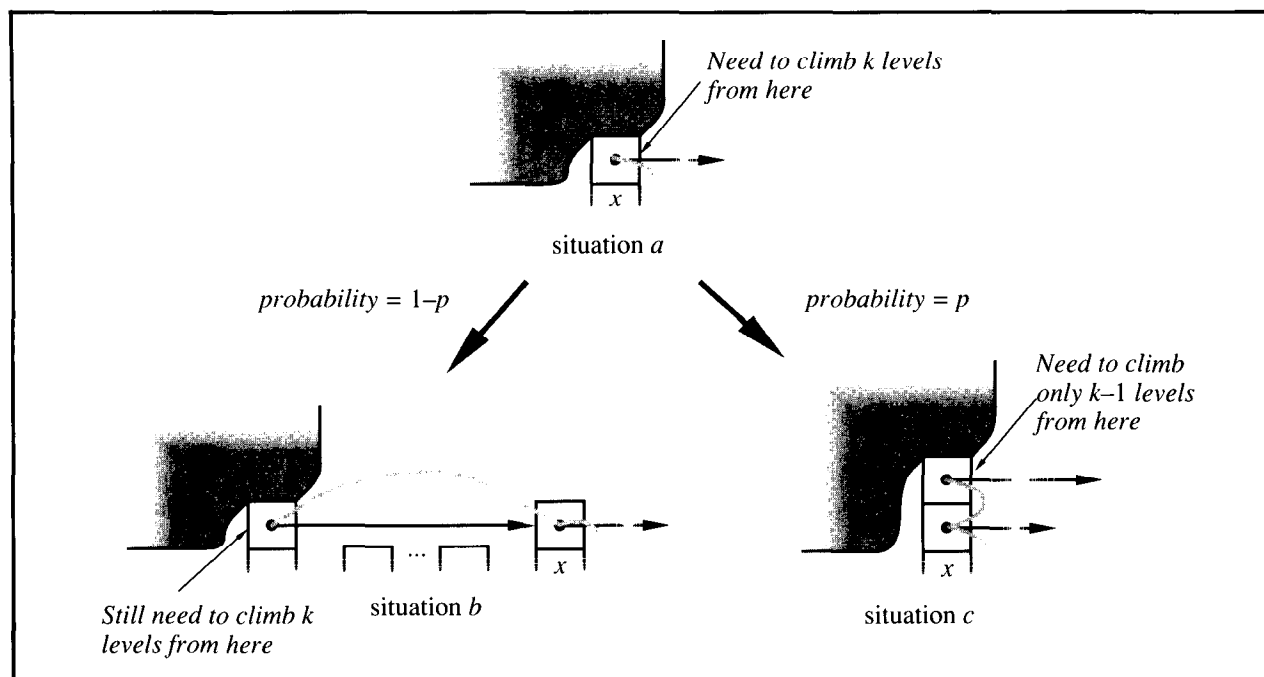 Need to climb k levels
from here
x
situation a
probability = 1–p
probability = p
Need to climb
only k–1 levels
from here
...
x
x
situation b
situation c
Still need to climb k
levels from here